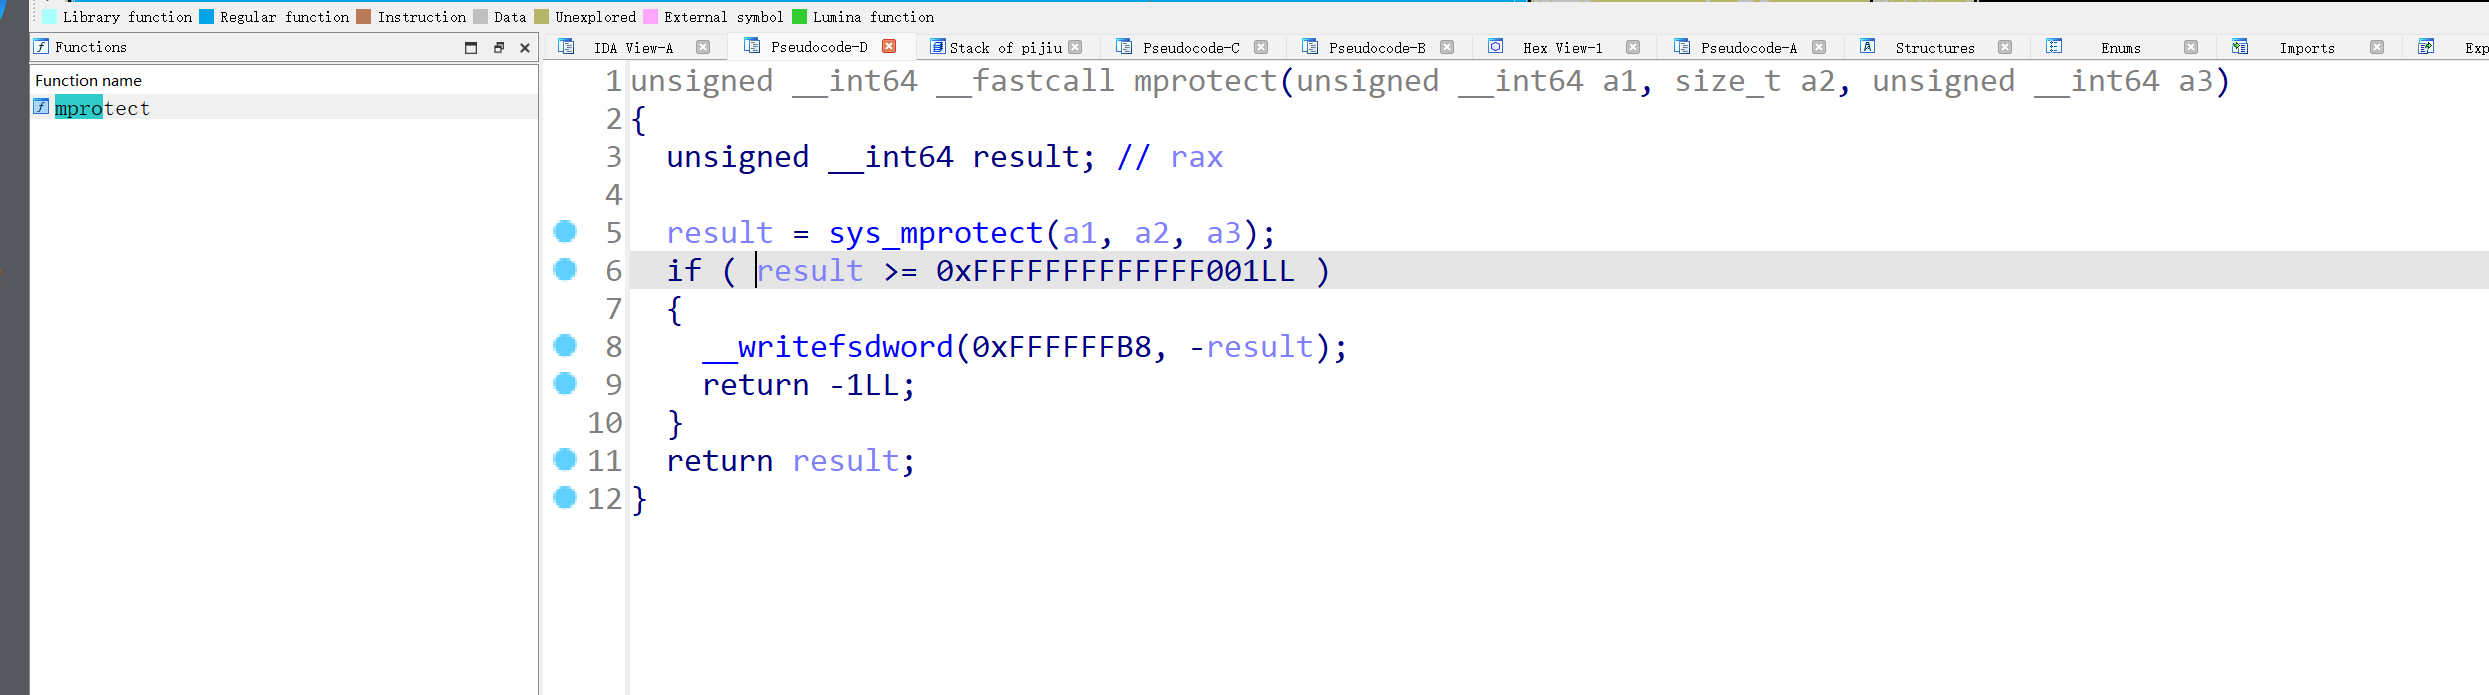 Library function Regular function Instruction Data Unexplored External symbol Lumina function
Functions
IDA View-A Pseudocode-D Stack of pijiu Pseudocode-C Pseudocode-B Hex View-1 Pseudocode-A Structures Enums Imports Exp
Function name
mprotect
1 unsigned __int64 __fastcall mprotect(unsigned __int64 a1, size_t a2, unsigned __int64 a3)
2 {
3 unsigned __int64 result; // rax
4
5 result = sys_mprotect(a1, a2, a3);
6 if ( result >= 0xFFFFFFFFFFFFF001LL )
7 {
8 __writefsdword(0xFFFFFFB8, -result);
9 return -1LL;
10 }
11 return result;
12 }